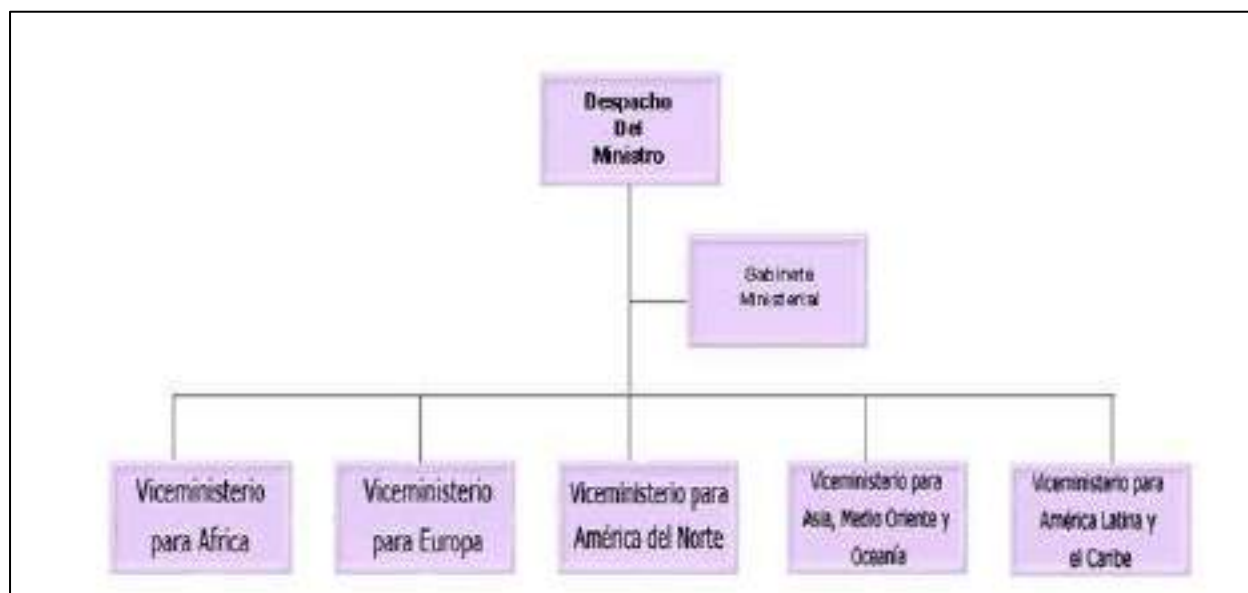 Despacho
Del
Ministro
Gabinete
Ministerial
Viceministerio
para Africa
Viceministerio
para Europa
Viceministerio para
América del Norte
Viceministerio para
Asia, Medio Oriente y
Oceanía
Viceministerio para
América Latina y
el Caribe